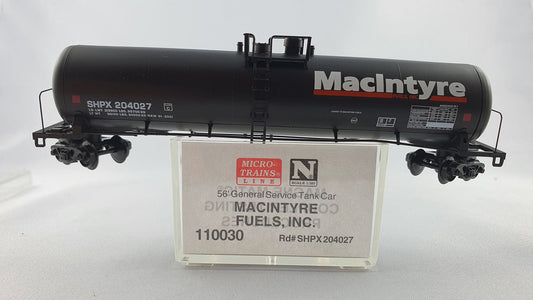 MacIntyre
SHPX 204027
MICRO-
TRAINS
LINE
N
56' General Service Tank Car
MACINTYRE
FUELS, INC.
110030
Rd# SHPX 204027